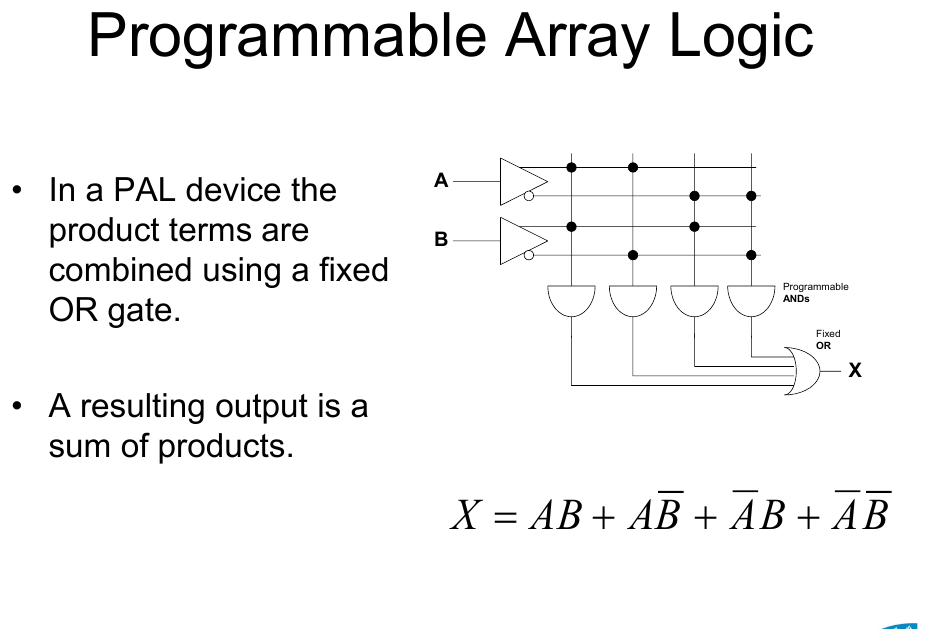 Programmable Array Logic
• In a PAL device the
product terms are
combined using a fixed
OR gate.
• A resulting output is a
sum of products.
A
B
Programmable
ANDs
Fixed
OR
X
X = AB + AB̅ + A̅B + A̅B̅